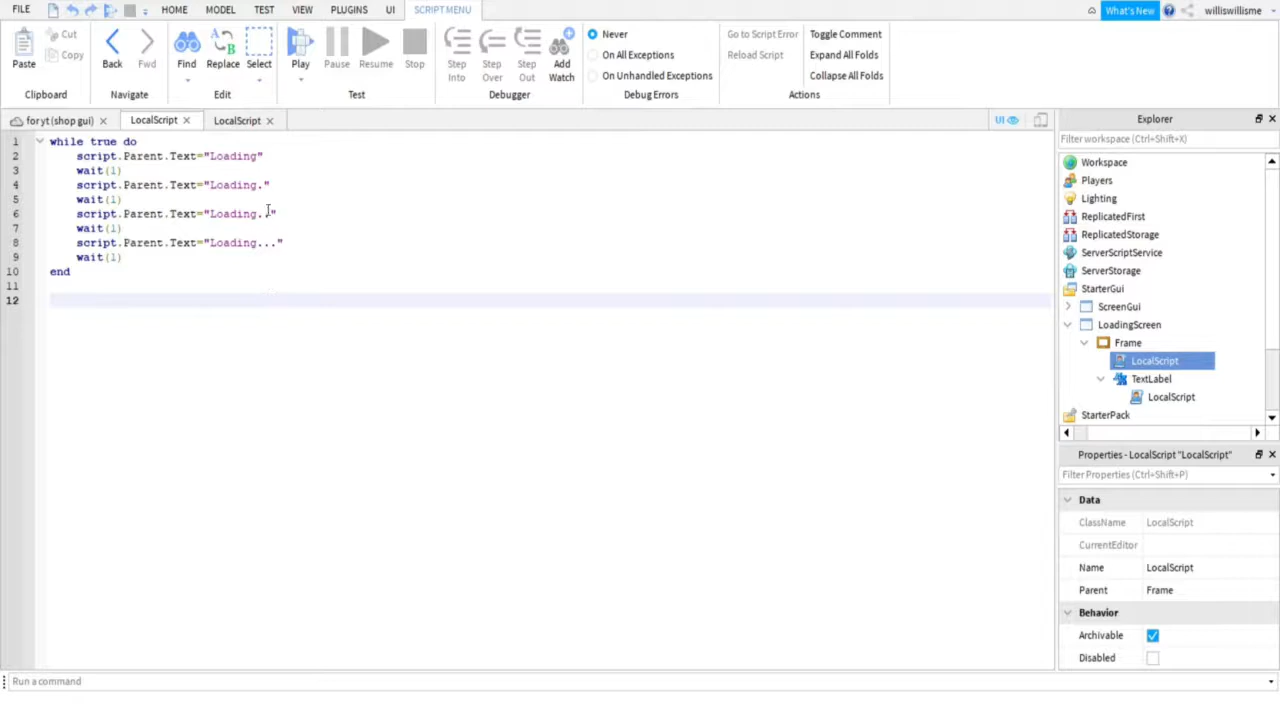 FILE HOME MODEL TEST VIEW PLUGINS UI SCRIPT MENU What's New williswillisme
Paste Cut Copy Clipboard
Back Fwd Navigate
Find Replace Select Edit
Play Pause Resume Stop Test
Step Into Step Over Step Out Add Watch Debugger
Never
On All Exceptions
On Unhandled Exceptions
Debug Errors
Go to Script Error
Reload Script
Toggle Comment
Expand All Folds
Collapse All Folds
Actions
for yt (shop gui) LocalScript LocalScript UI
1 while true do
2 script.Parent.Text="Loading"
3 wait(1)
4 script.Parent.Text="Loading."
5 wait(1)
6 script.Parent.Text="Loading.."
7 wait(1)
8 script.Parent.Text="Loading..."
9 wait(1)
10 end
11
12
Explorer
Filter workspace (Ctrl+Shift+X)
Workspace
Players
Lighting
ReplicatedFirst
ReplicatedStorage
ServerScriptService
ServerStorage
StarterGui
ScreenGui
LoadingScreen
Frame
LocalScript
TextLabel
LocalScript
StarterPack
Properties - LocalScript "LocalScript"
Filter Properties (Ctrl+Shift+P)
Data
ClassName LocalScript
CurrentEditor
Name LocalScript
Parent Frame
Behavior
Archivable
Disabled
Run a command